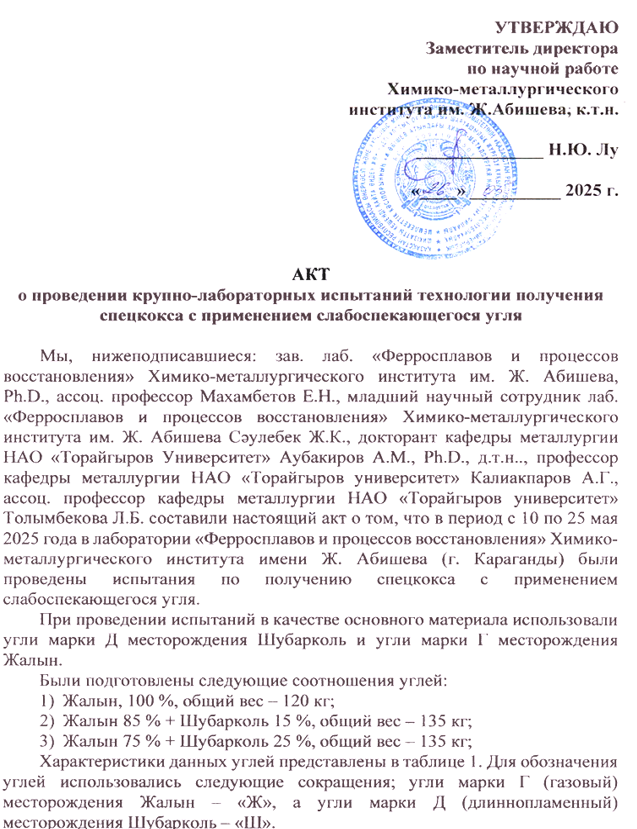 УТВЕРЖДАЮ
Заместитель директора
по научной работе
Химико-металлургического
института им. Ж.Абишева, к.т.н.
Н.Ю. Лу
«26» 05 2025 г.
АКТ
о проведении крупно-лабораторных испытаний технологии получения
спецкокса с применением слабоспекающегося угля
Мы, нижеподписавшиеся: зав. лаб. «Ферросплавов и процессов
восстановления» Химико-металлургического института им. Ж. Абишева,
Ph.D., ассоц. профессор Махамбетов Е.Н., младший научный сотрудник лаб.
«Ферросплавов и процессов восстановления» Химико-металлургического
института им. Ж. Абишева Сәулебек Ж.К., докторант кафедры металлургии
НАО «Торайгыров Университет» Аубакиров А.М., Ph.D., д.т.н.., профессор
кафедры металлургии НАО «Торайгыров университет» Калиакпаров А.Г.,
ассоц. профессор кафедры металлургии НАО «Торайгыров университет»
Толымбекова Л.Б. составили настоящий акт о том, что в период с 10 по 25 мая
2025 года в лаборатории «Ферросплавов и процессов восстановления» Химико-
металлургического института имени Ж. Абишева (г. Караганды) были
проведены испытания по получению спецкокса с применением
слабоспекающегося угля.
При проведении испытаний в качестве основного материала использовали
угли марки Д месторождения Шубарколь и угли марки Г месторождения
Жалын.
Были подготовлены следующие соотношения углей:
1) Жалын, 100 %, общий вес – 120 кг;
2) Жалын 85 % + Шубарколь 15 %, общий вес – 135 кг;
3) Жалын 75 % + Шубарколь 25 %, общий вес – 135 кг;
Характеристики данных углей представлены в таблице 1. Для обозначения
углей использовались следующие сокращения; угли марки Г (газовый)
месторождения Жалын – «Ж», а угли марки Д (длиннопламенный)
месторождения Шубарколь – «Ш».